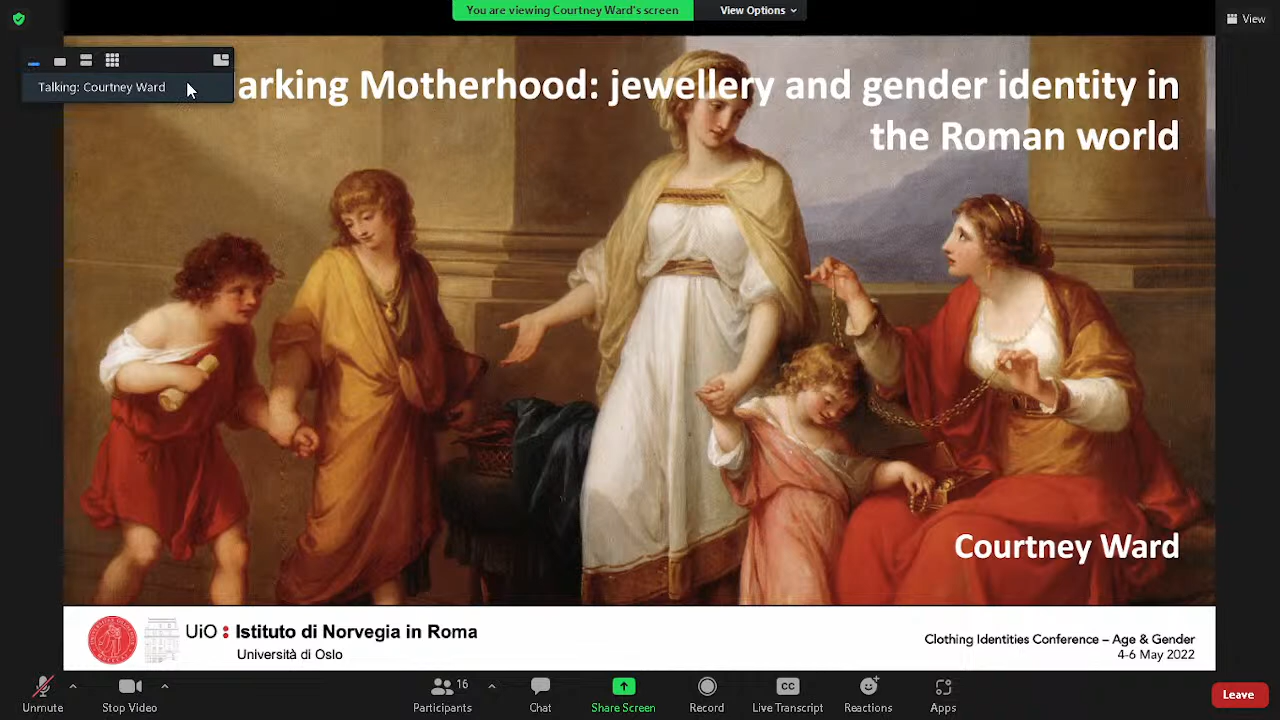 You are viewing Courtney Ward's screen
View Options
View
Talking: Courtney Ward
arking Motherhood: jewellery and gender identity in
the Roman world
Courtney Ward
UiO : Istituto di Norvegia in Roma
Università di Oslo
Clothing Identities Conference – Age & Gender
4-6 May 2022
Unmute
Stop Video
16
Participants
Chat
Share Screen
Record
CC
Live Transcript
Reactions
Apps
Leave